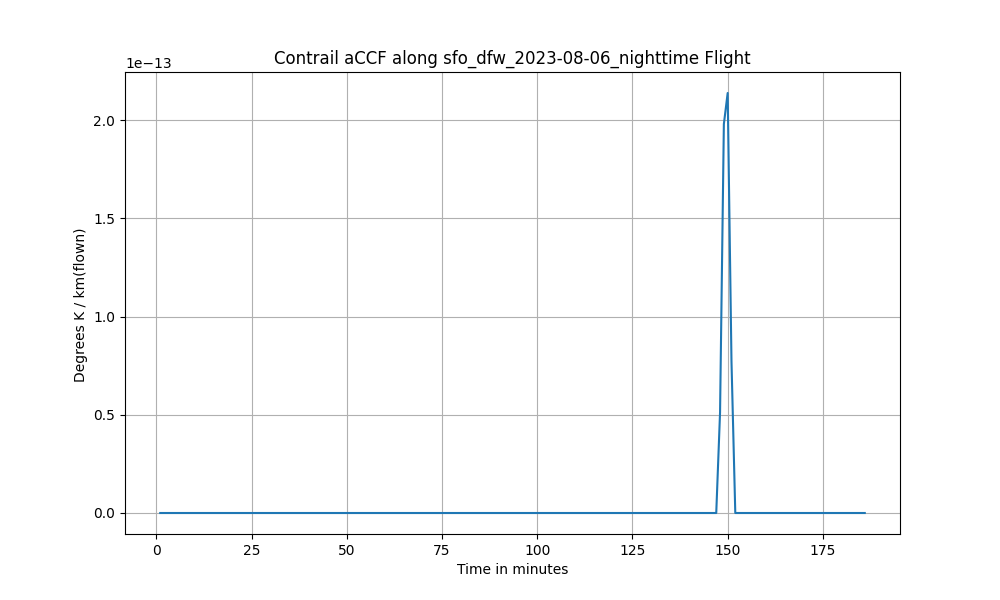 Contrail aCCF along sfo_dfw_2023-08-06_nighttime Flight
1e−13
2.0
1.5
1.0
0.5
0.0
Degrees K / km(flown)
0 25 50 75 100 125 150 175
Time in minutes